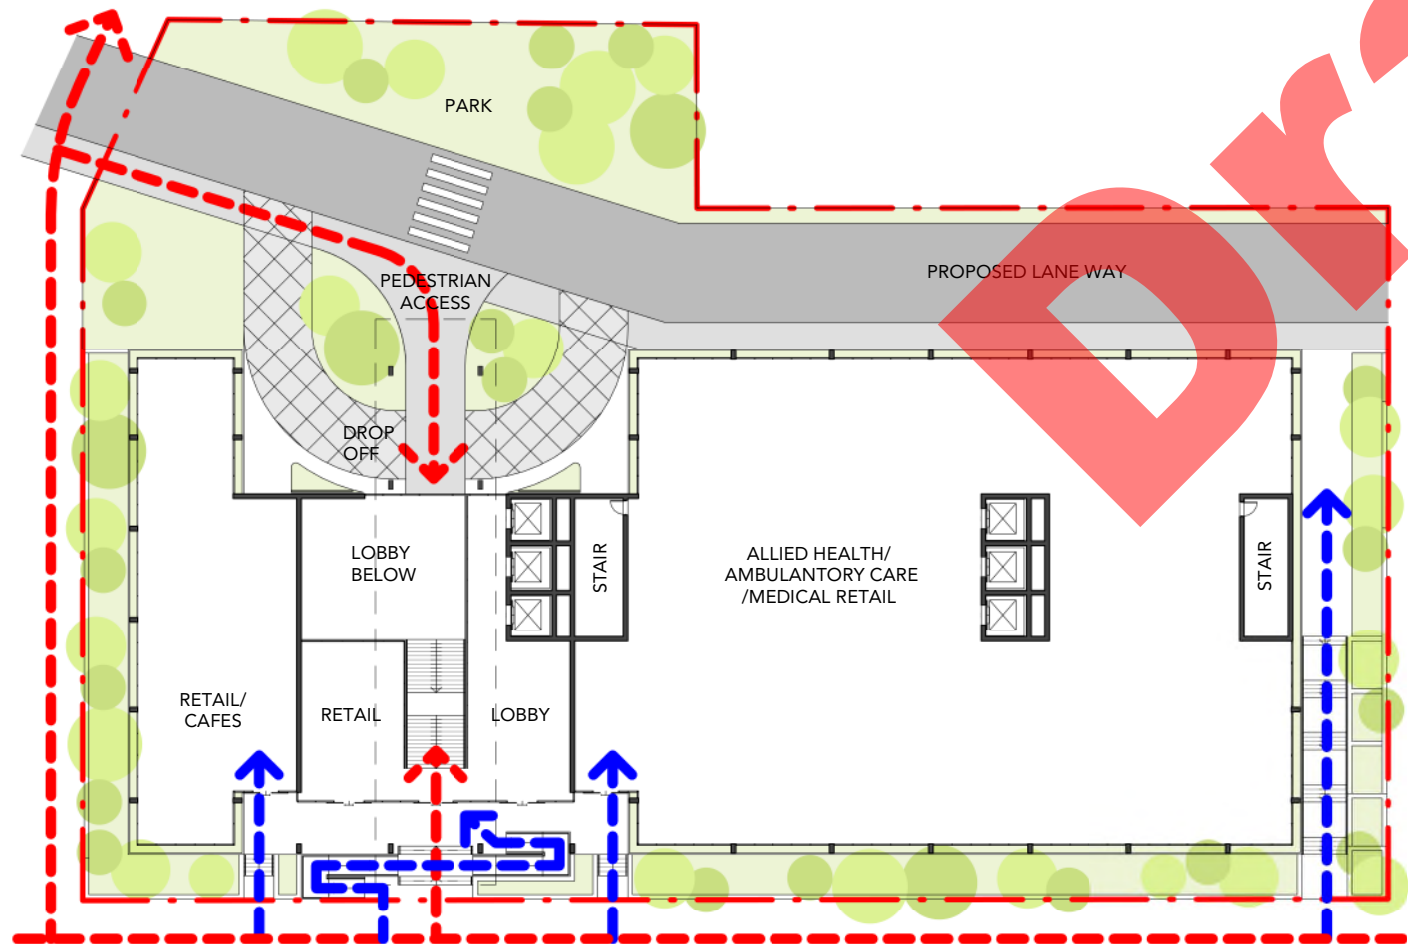 PARK
PROPOSED LANE WAY
PEDESTRIAN
ACCESS
DROP
OFF
LOBBY
BELOW
STAIR
ALLIED HEALTH/
AMBULANTORY CARE
/MEDICAL RETAIL
STAIR
RETAIL/
CAFES
RETAIL
LOBBY